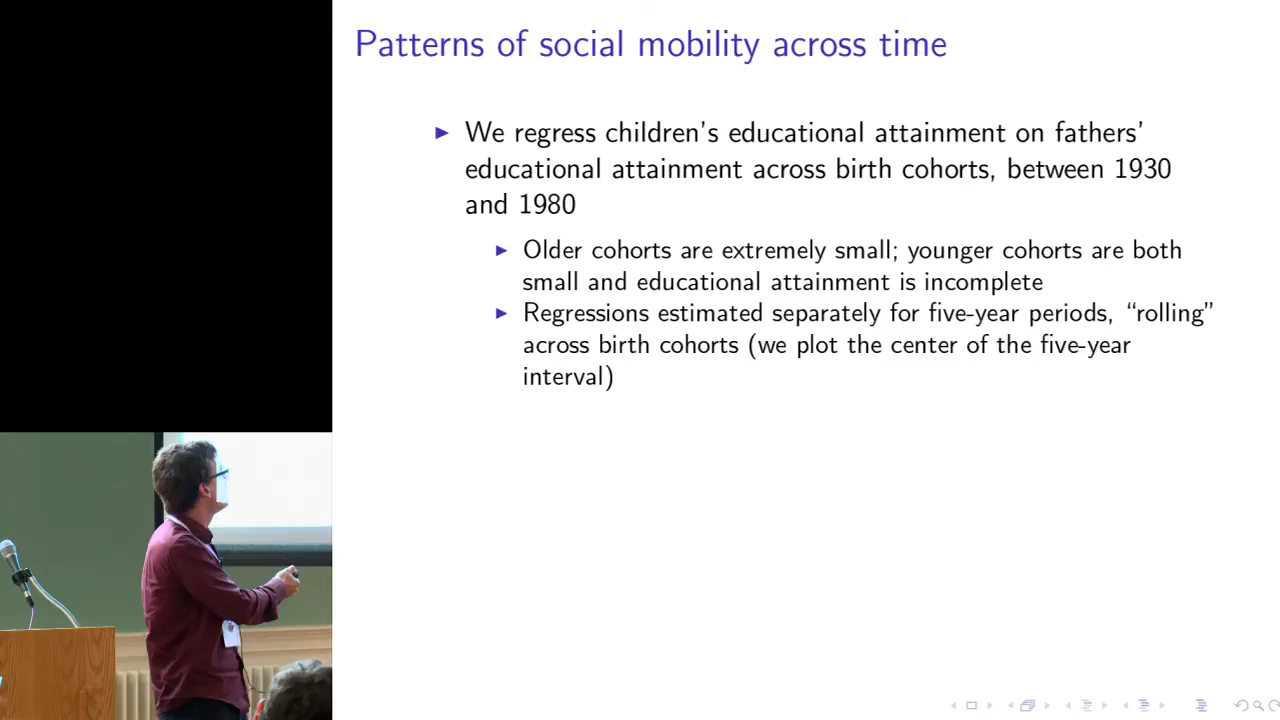 Patterns of social mobility across time
We regress children's educational attainment on fathers'
educational attainment across birth cohorts, between 1930
and 1980
Older cohorts are extremely small; younger cohorts are both
small and educational attainment is incomplete
Regressions estimated separately for five-year periods, “rolling”
across birth cohorts (we plot the center of the five-year
interval)